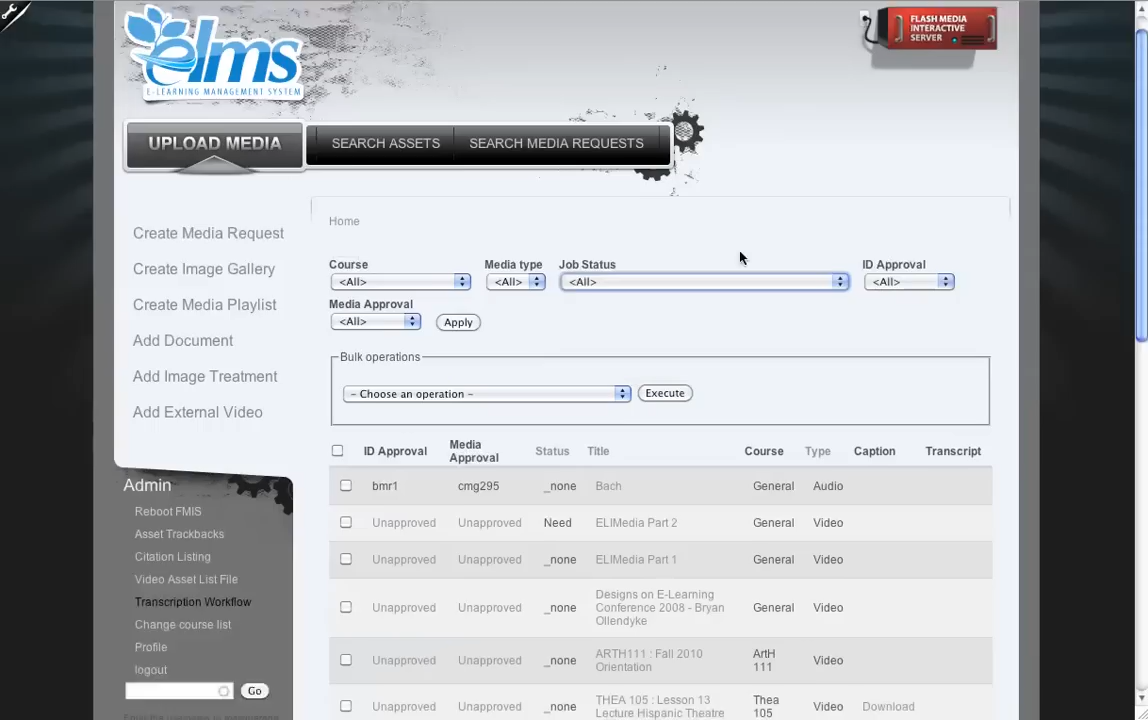 elms
E-LEARNING MANAGEMENT SYSTEM
FLASH MEDIA
INTERACTIVE
SERVER
UPLOAD MEDIA
SEARCH ASSETS
SEARCH MEDIA REQUESTS
Create Media Request
Create Image Gallery
Create Media Playlist
Add Document
Add Image Treatment
Add External Video
Admin
Reboot FMIS
Asset Trackbacks
Citation Listing
Video Asset List File
Transcription Workflow
Change course list
Profile
logout
Go
Home
Course Media type Job Status ID Approval
<All> <All> <All> <All>
Media Approval
<All> Apply
Bulk operations
– Choose an operation – Execute
ID Approval Media Approval Status Title Course Type Caption Transcript
bmr1 cmg295 _none Bach General Audio
Unapproved Unapproved Need ELIMedia Part 2 General Video
Unapproved Unapproved _none ELIMedia Part 1 General Video
Designs on E-Learning
Unapproved Unapproved _none Conference 2008 - Bryan General Video
Ollendyke
Unapproved Unapproved _none ARTH111 : Fall 2010 ArtH Video
Orientation 111
Unapproved Unapproved _none THEA 105 : Lesson 13 Thea Video Download
Lecture Hispanic Theatre 105